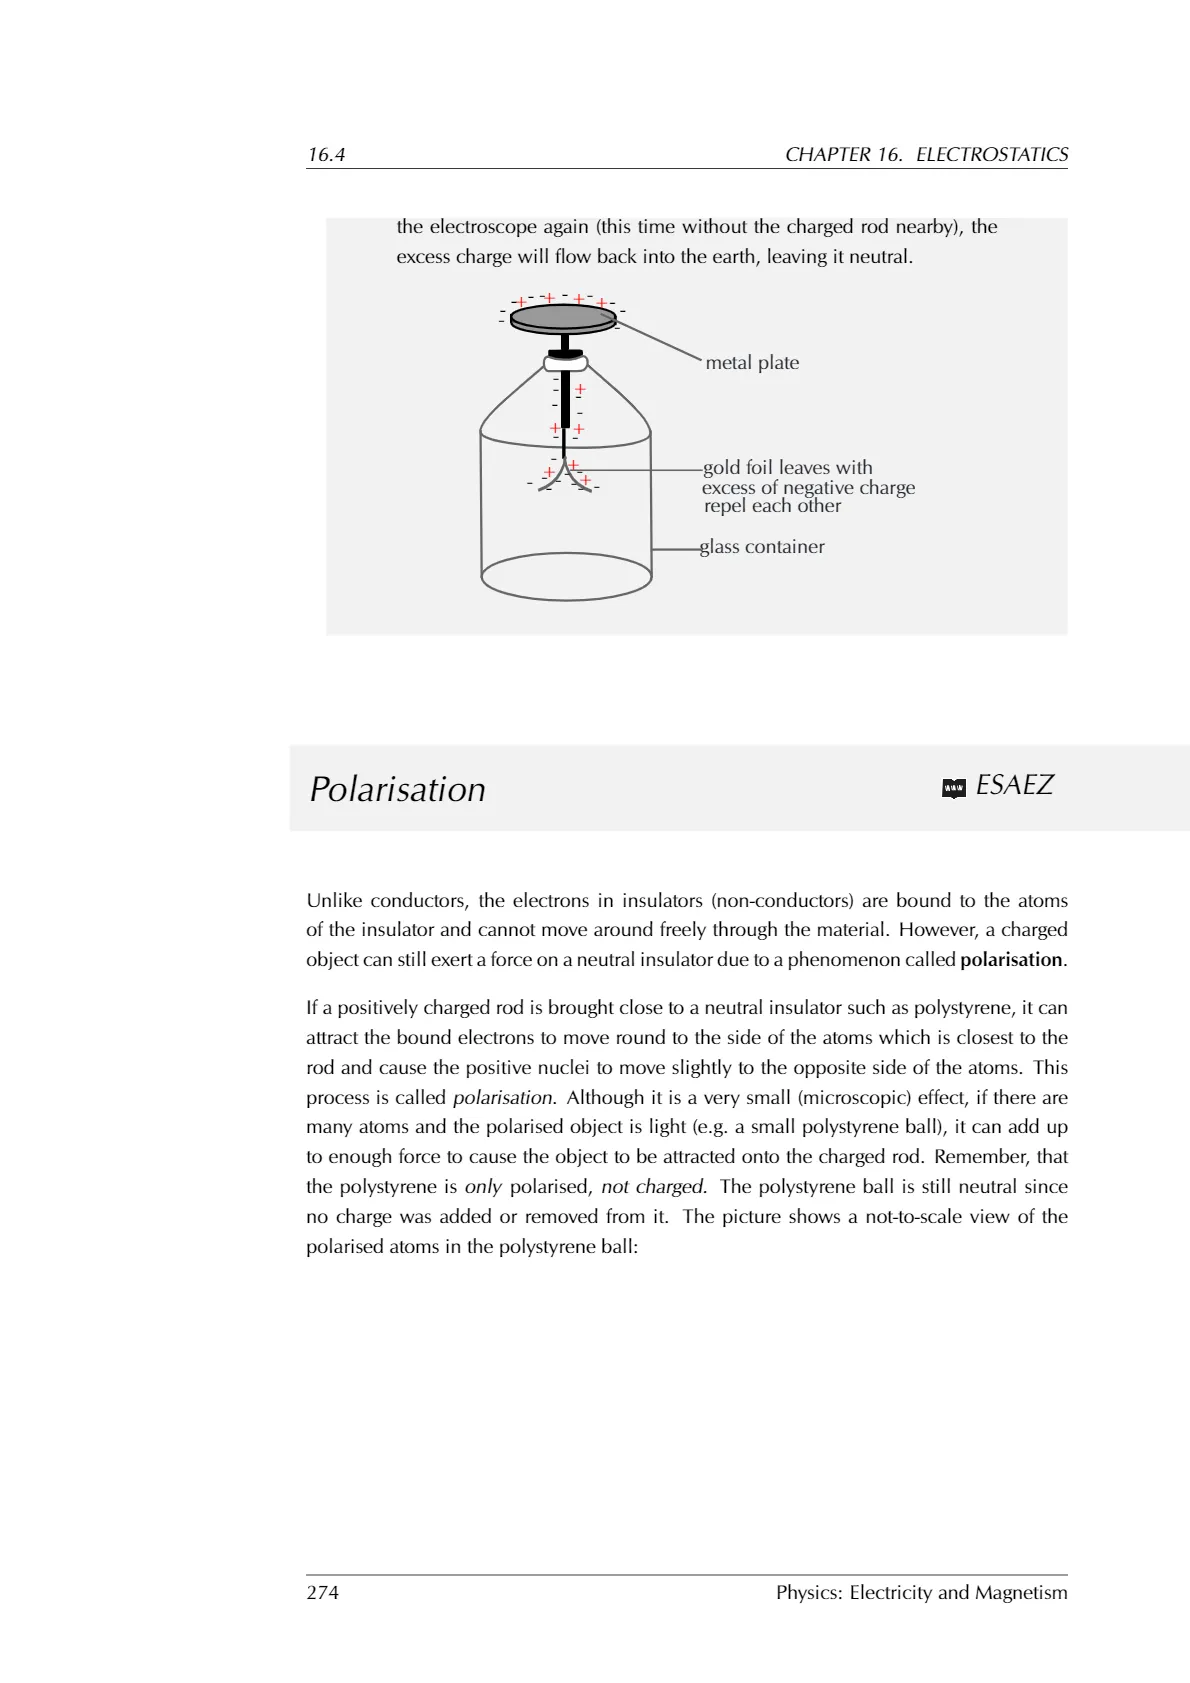 16.4 CHAPTER 16. ELECTROSTATICS
the electroscope again (this time without the charged rod nearby), the
excess charge will flow back into the earth, leaving it neutral.
metal plate
gold foil leaves with
excess of negative charge
repel each other
glass container
Polarisation
www ESAEZ
Unlike conductors, the electrons in insulators (non-conductors) are bound to the atoms
of the insulator and cannot move around freely through the material. However, a charged
object can still exert a force on a neutral insulator due to a phenomenon called polarisation.
If a positively charged rod is brought close to a neutral insulator such as polystyrene, it can
attract the bound electrons to move round to the side of the atoms which is closest to the
rod and cause the positive nuclei to move slightly to the opposite side of the atoms. This
process is called polarisation. Although it is a very small (microscopic) effect, if there are
many atoms and the polarised object is light (e.g. a small polystyrene ball), it can add up
to enough force to cause the object to be attracted onto the charged rod. Remember, that
the polystyrene is only polarised, not charged. The polystyrene ball is still neutral since
no charge was added or removed from it. The picture shows a not-to-scale view of the
polarised atoms in the polystyrene ball:
274 Physics: Electricity and Magnetism